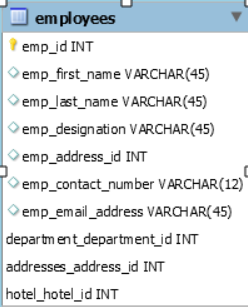 employees
emp_id INT
emp_first_name VARCHAR(45)
emp_last_name VARCHAR(45)
emp_designation VARCHAR(45)
emp_address_id INT
emp_contact_number VARCHAR(12)
emp_email_address VARCHAR(45)
department_department_id INT
addresses_address_id INT
hotel_hotel_id INT